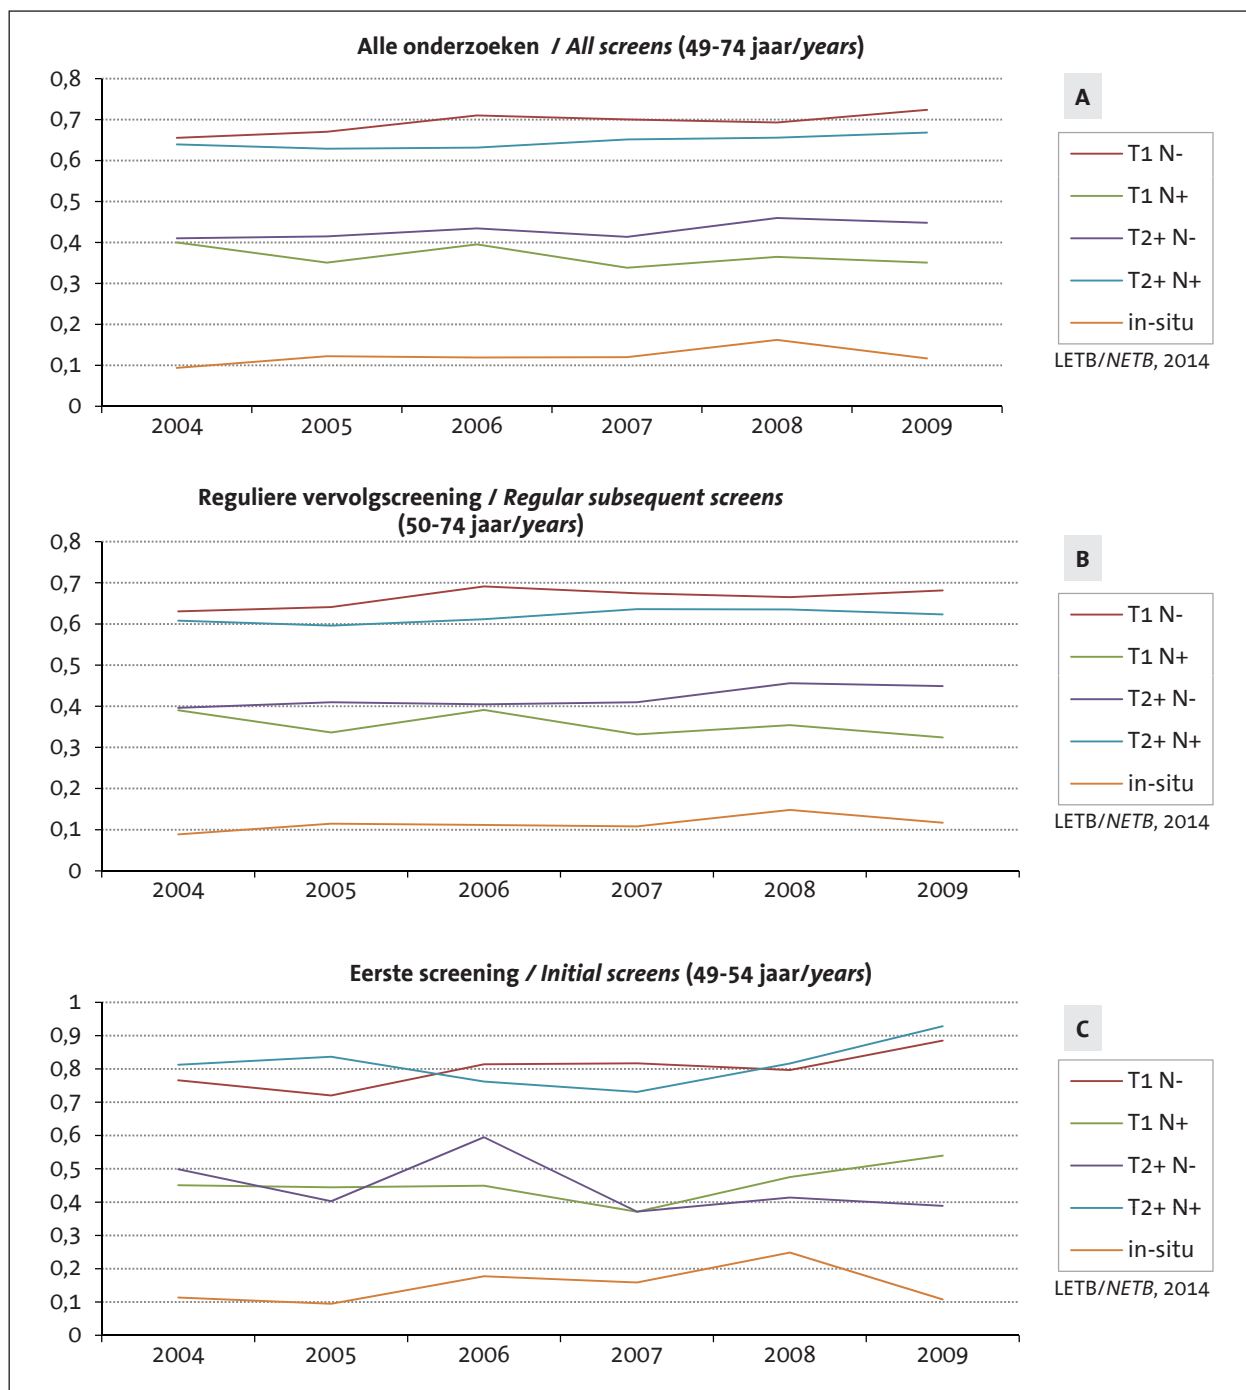 Alle onderzoeken / All screens (49-74 jaar/years)
0,8
0,7
0,6
0,5
0,4
0,3
0,2
0,1
0
2004 2005 2006 2007 2008 2009
A
T1 N-
T1 N+
T2+ N-
T2+ N+
in-situ
LETB/NETB, 2014
Reguliere vervolgscreening / Regular subsequent screens
(50-74 jaar/years)
0,8
0,7
0,6
0,5
0,4
0,3
0,2
0,1
0
2004 2005 2006 2007 2008 2009
B
T1 N-
T1 N+
T2+ N-
T2+ N+
in-situ
LETB/NETB, 2014
Eerste screening / Initial screens (49-54 jaar/years)
1
0,9
0,8
0,7
0,6
0,5
0,4
0,3
0,2
0,1
0
2004 2005 2006 2007 2008 2009
C
T1 N-
T1 N+
T2+ N-
T2+ N+
in-situ
LETB/NETB, 2014